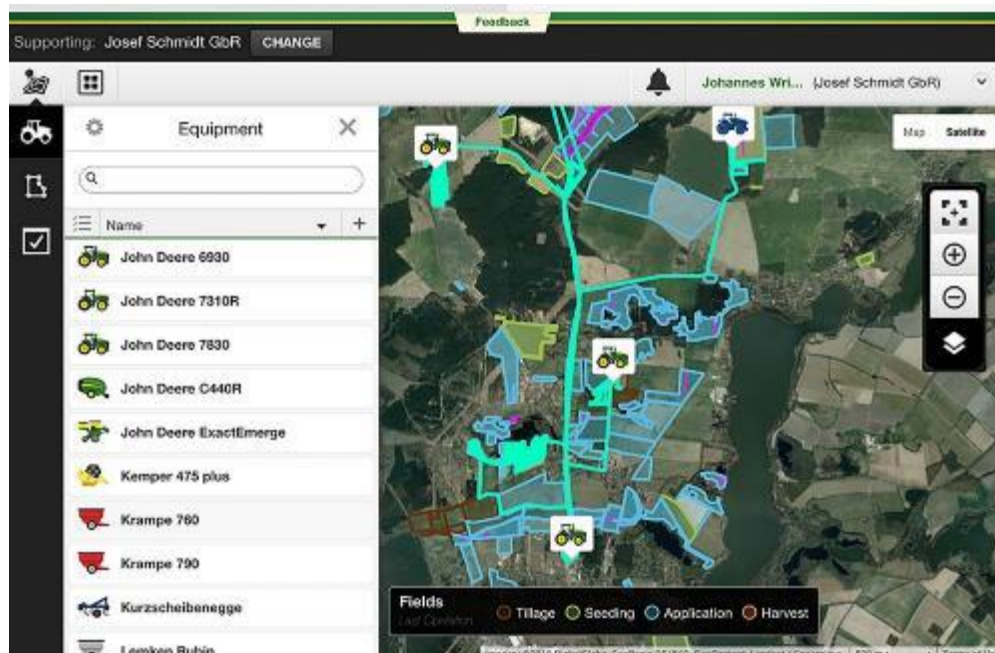 Feedback
Supporting: Josef Schmidt GbR CHANGE
Johannes Wri... (Josef Schmidt GbR)
Equipment
Map Satellite
Name
John Deere 6930
John Deere 7310R
John Deere 7830
John Deere C440R
John Deere ExactEmerge
Kemper 475 plus
Krampe 760
Krampe 790
Kurzscheibenegge
Lemken Rubin
Fields
Last Operation
Tillage Seeding Application Harvest